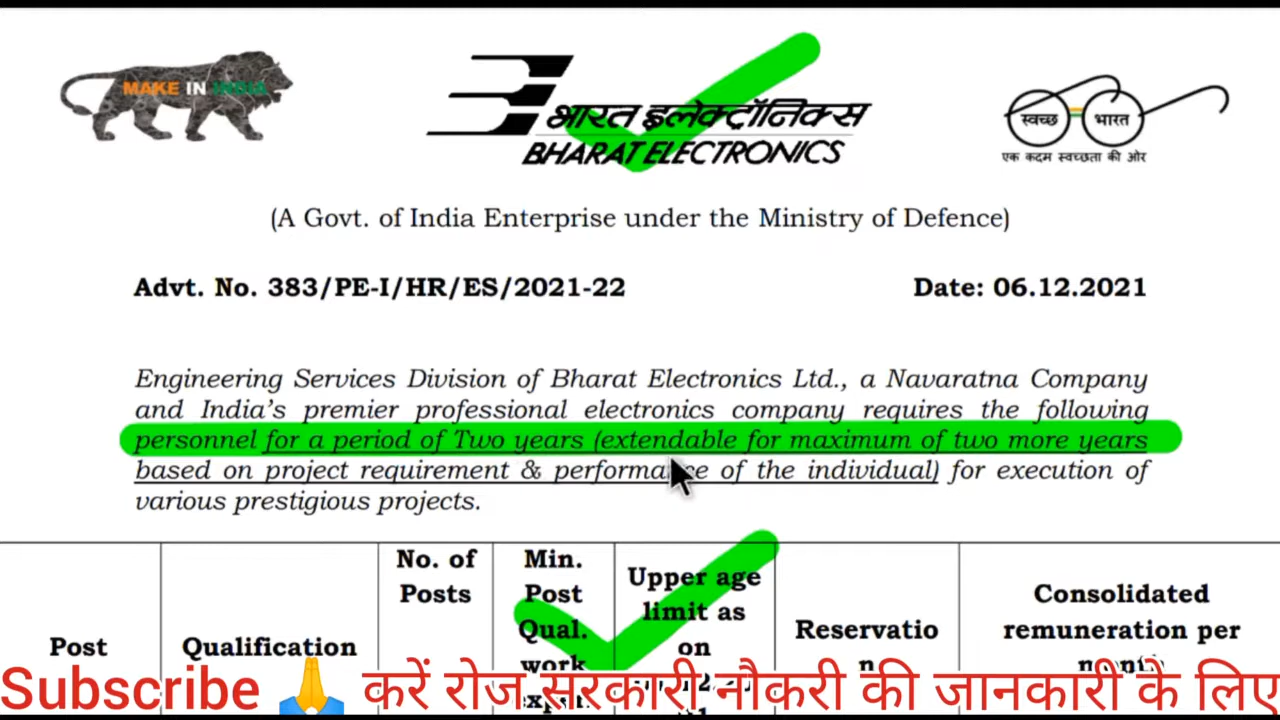 MAKE IN INDIA
भारत इलेक्ट्रॉनिक्स
BHARAT ELECTRONICS
स्वच्छ भारत
एक कदम स्वच्छता की ओर
(A Govt. of India Enterprise under the Ministry of Defence)
Advt. No. 383/PE-I/HR/ES/2021-22 Date: 06.12.2021
Engineering Services Division of Bharat Electronics Ltd., a Navaratna Company
and India's premier professional electronics company requires the following
personnel for a period of Two years (extendable for maximum of two more years
based on project requirement & performance of the individual) for execution of
various prestigious projects.
Post
Qualification
No. of
Posts
Min.
Post
Qual.
work
Upper age
limit as
on
Reservatio
n
Consolidated
remuneration per
month
Subscribe 🙏 करें रोज सरकारी नौकरी की जानकारी के लिए